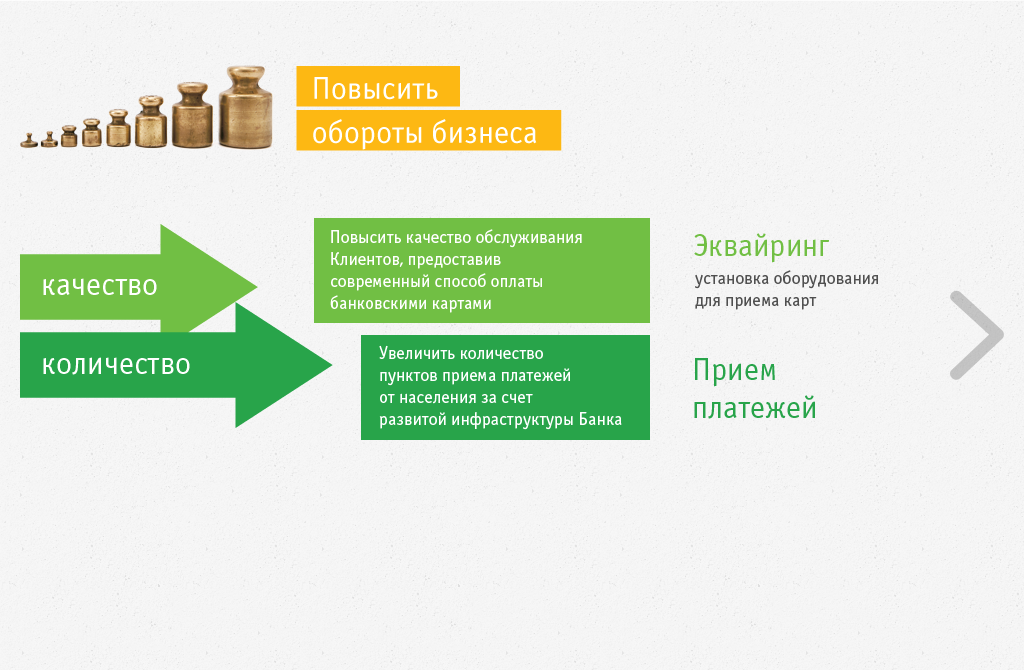 Повысить
обороты бизнеса
качество
Повысить качество обслуживания
Клиентов, предоставив
современный способ оплаты
банковскими картами
Эквайринг
установка оборудования
для приема карт
количество
Увеличить количество
пунктов приема платежей
от населения за счет
развитой инфраструктуры Банка
Прием
платежей